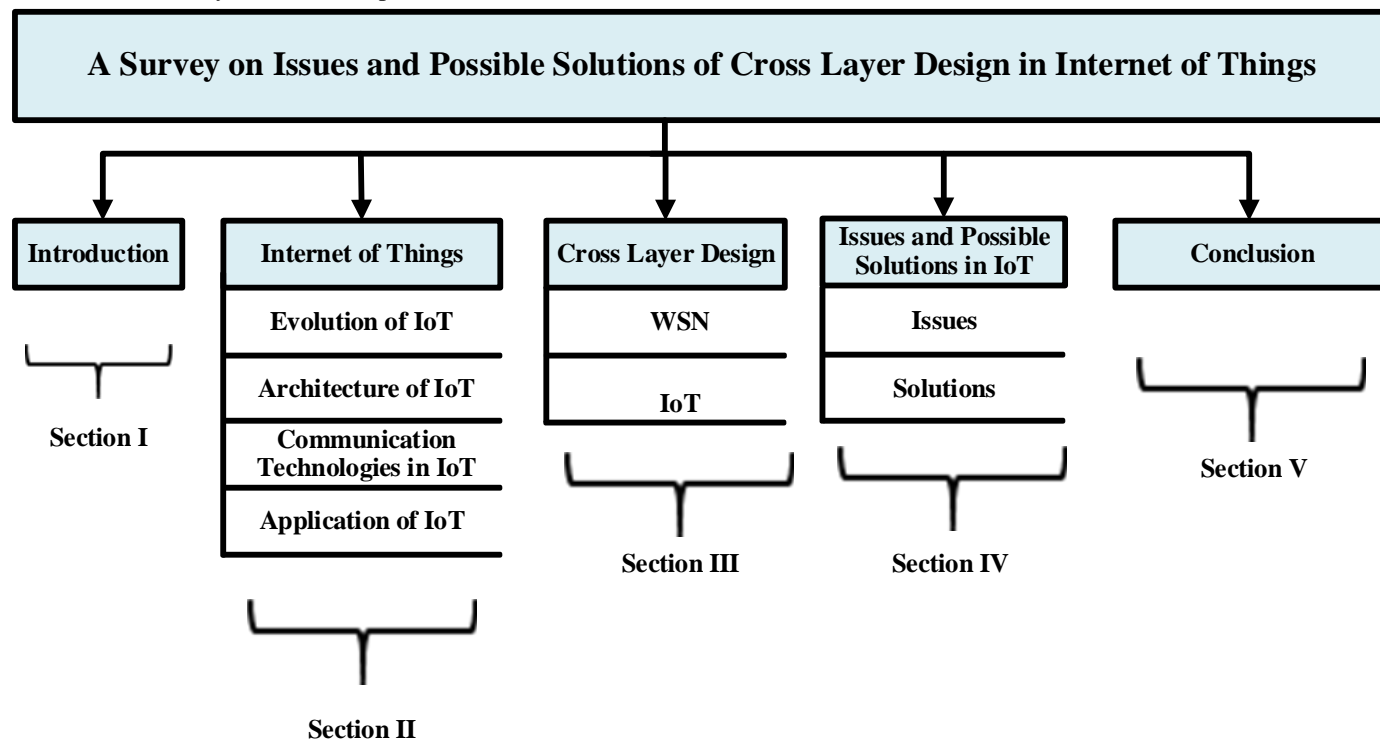 A Survey on Issues and Possible Solutions of Cross Layer Design in Internet of Things
Introduction
Section I
Internet of Things
Evolution of IoT
Architecture of IoT
Communication
Technologies in IoT
Application of IoT
Section II
Cross Layer Design
WSN
IoT
Section III
Issues and Possible
Solutions in IoT
Issues
Solutions
Section IV
Conclusion
Section V